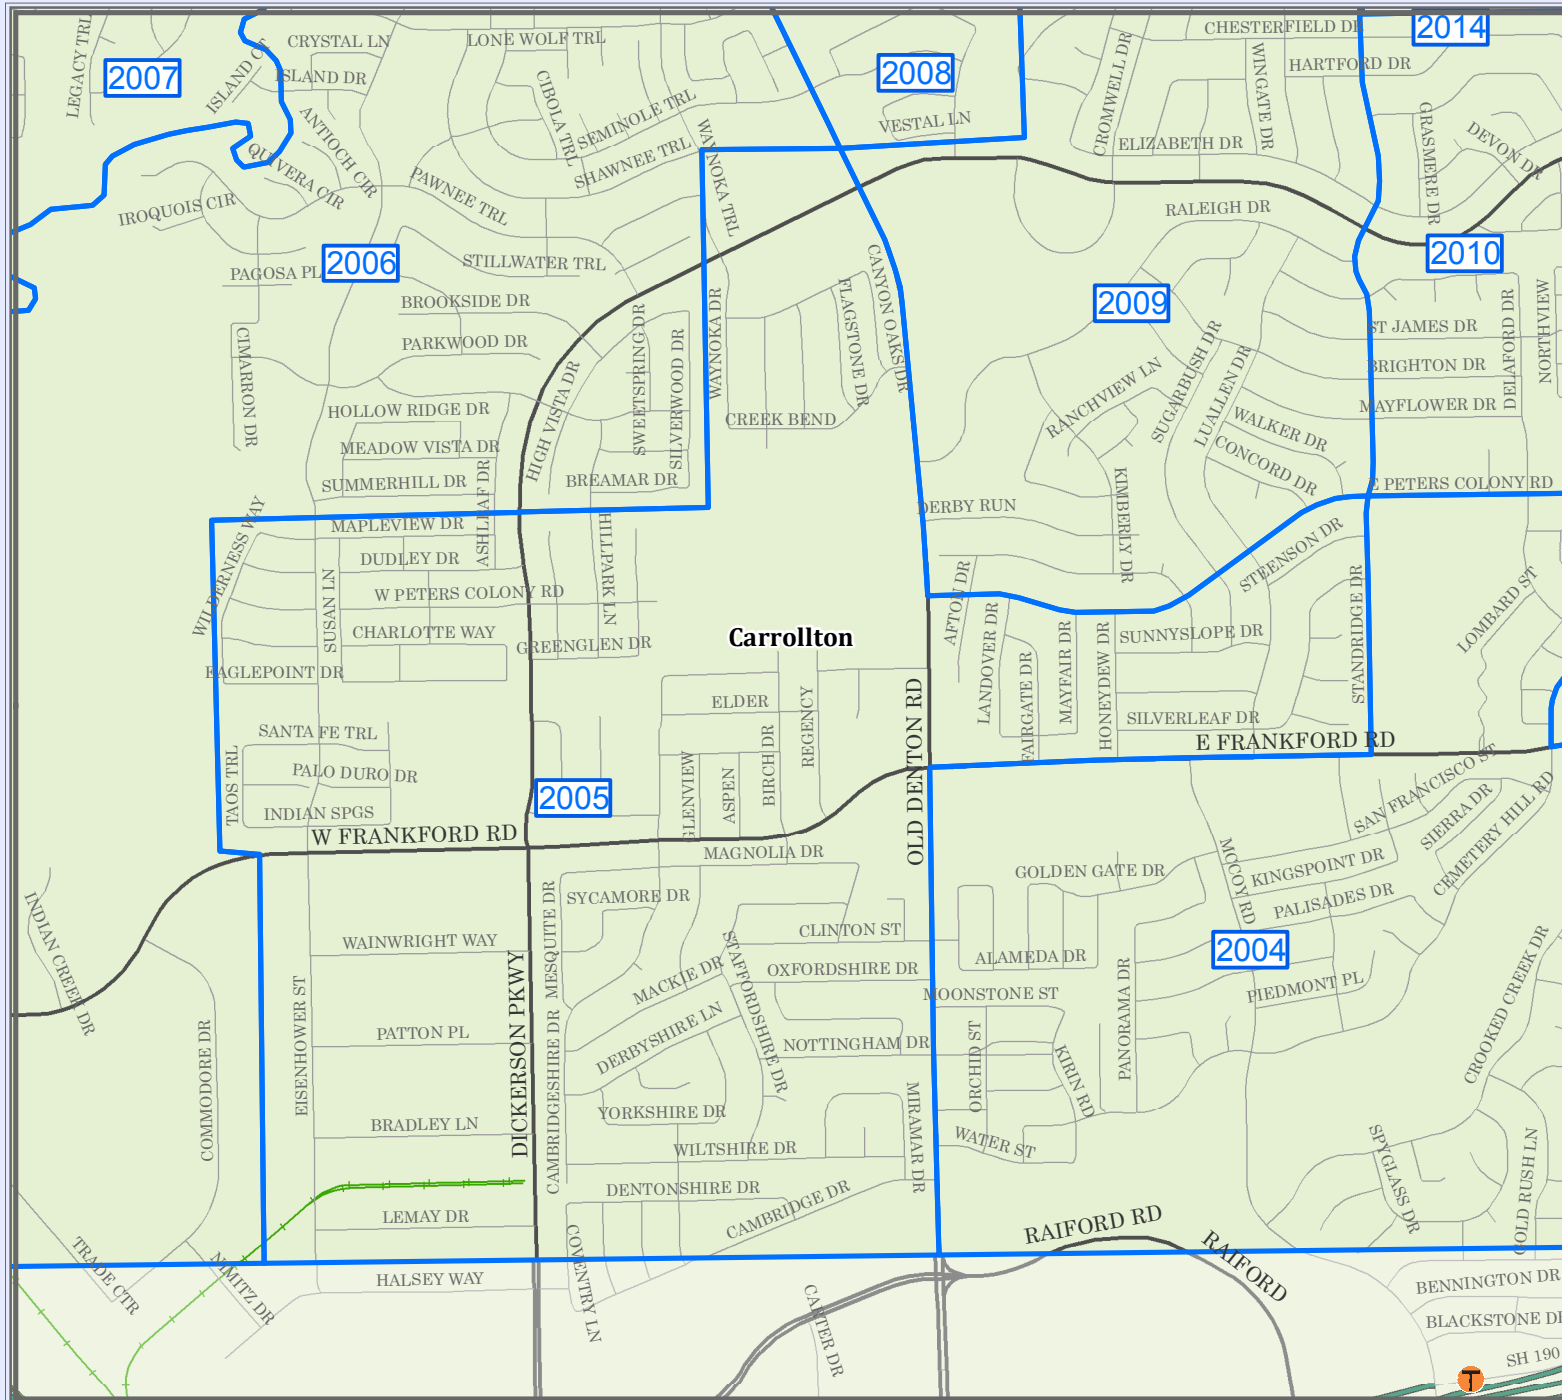 LEGACY TRL
2007
ISLAND CT
CRYSTAL LN
ISLAND DR
ANTIOCH CIR
QUIVERA CIR
IROQUOIS CIR
LONE WOLF TRL
CIBOLA TRL
SEMINOLE TRL
SHAWNEE TRL
WAYNOKA TRL
PAWNEE TRL
2008
VESTAL LN
CROMWELL DR
CHESTERFIELD DR
WINGATE DR
HARTFORD DR
2014
ELIZABETH DR
GRASMERE DR
DEVON DR
RALEIGH DR
2010
PAGOSA PL
2006
STILLWATER TRL
BROOKSIDE DR
PARKWOOD DR
CIMARRON DR
HOLLOW RIDGE DR
MEADOW VISTA DR
SUMMERHILL DR
HIGH VISTA DR
SWEETSPRING DR
SILVERWOOD DR
WAYNOKA DR
BREAMAR DR
FLAGSTONE DR
CANYON OAKS DR
CREEK BEND
2009
RANCHVIEW LN
SUGARBUSH DR
LUALLEN DR
WALKER DR
CONCORD DR
ST JAMES DR
BRIGHTON DR
MAYFLOWER DR
DELAFORD DR
NORTHVIEW
E PETERS COLONY RD
DERBY RUN
KIMBERLY DR
STEENSON DR
WILDERNESS WAY
MAPLEVIEW DR
ASHLEAF DR
DUDLEY DR
SUSAN LN
W PETERS COLONY RD
HILLPARK LN
CHARLOTTE WAY
GREENGLEN DR
EAGLEPOINT DR
Carrollton
AFTON DR
LANDOVER DR
FAIRGATE DR
MAYFAIR DR
HONEYDEW DR
SUNNYSLOPE DR
SILVERLEAF DR
STANDRIDGE DR
LOMBARD ST
E FRANKFORD RD
SANTA FE TRL
PALO DURO DR
INDIAN SPGS
TAOS TRL
W FRANKFORD RD
2005
ELDER
GLENVIEW
ASPEN
BIRCH DR
REGENCY
OLD DENTON RD
MAGNOLIA DR
SYCAMORE DR
MESQUITE DR
CLINTON ST
STAFFORDSHIRE DR
OXFORDSHIRE DR
MACKIE DR
DERBYSHIRE LN
NOTTINGHAM DR
YORKSHIRE DR
WILTSHIRE DR
MIRAMAR DR
DENTONSHIRE DR
CAMBRIDGE DR
CAMBRIDGESHIRE DR
COVENTRY LN
DICKERSON PKWY
INDIAN CREEK DR
COMMODORE DR
EISENHOWER ST
WAINWRIGHT WAY
PATTON PL
BRADLEY LN
LEMAY DR
HALSEY WAY
TRADE CTR
NIMITZ DR
GOLDEN GATE DR
ALAMEDA DR
MOONSTONE ST
ORCHID ST
KIRIN RD
WATER ST
PANORAMA DR
MCCOY RD
KINGSPOINT DR
PALISADES DR
2004
PIEDMONT PL
SAN FRANCISCO ST
SIERRA DR
CEMETERY HILL RD
CROOKED CREEK DR
SPYGLASS DR
GOLD RUSH LN
RAIFORD RD
RAIFORD
CARTER DR
BENNINGTON DR
BLACKSTONE DR
SH 190
T